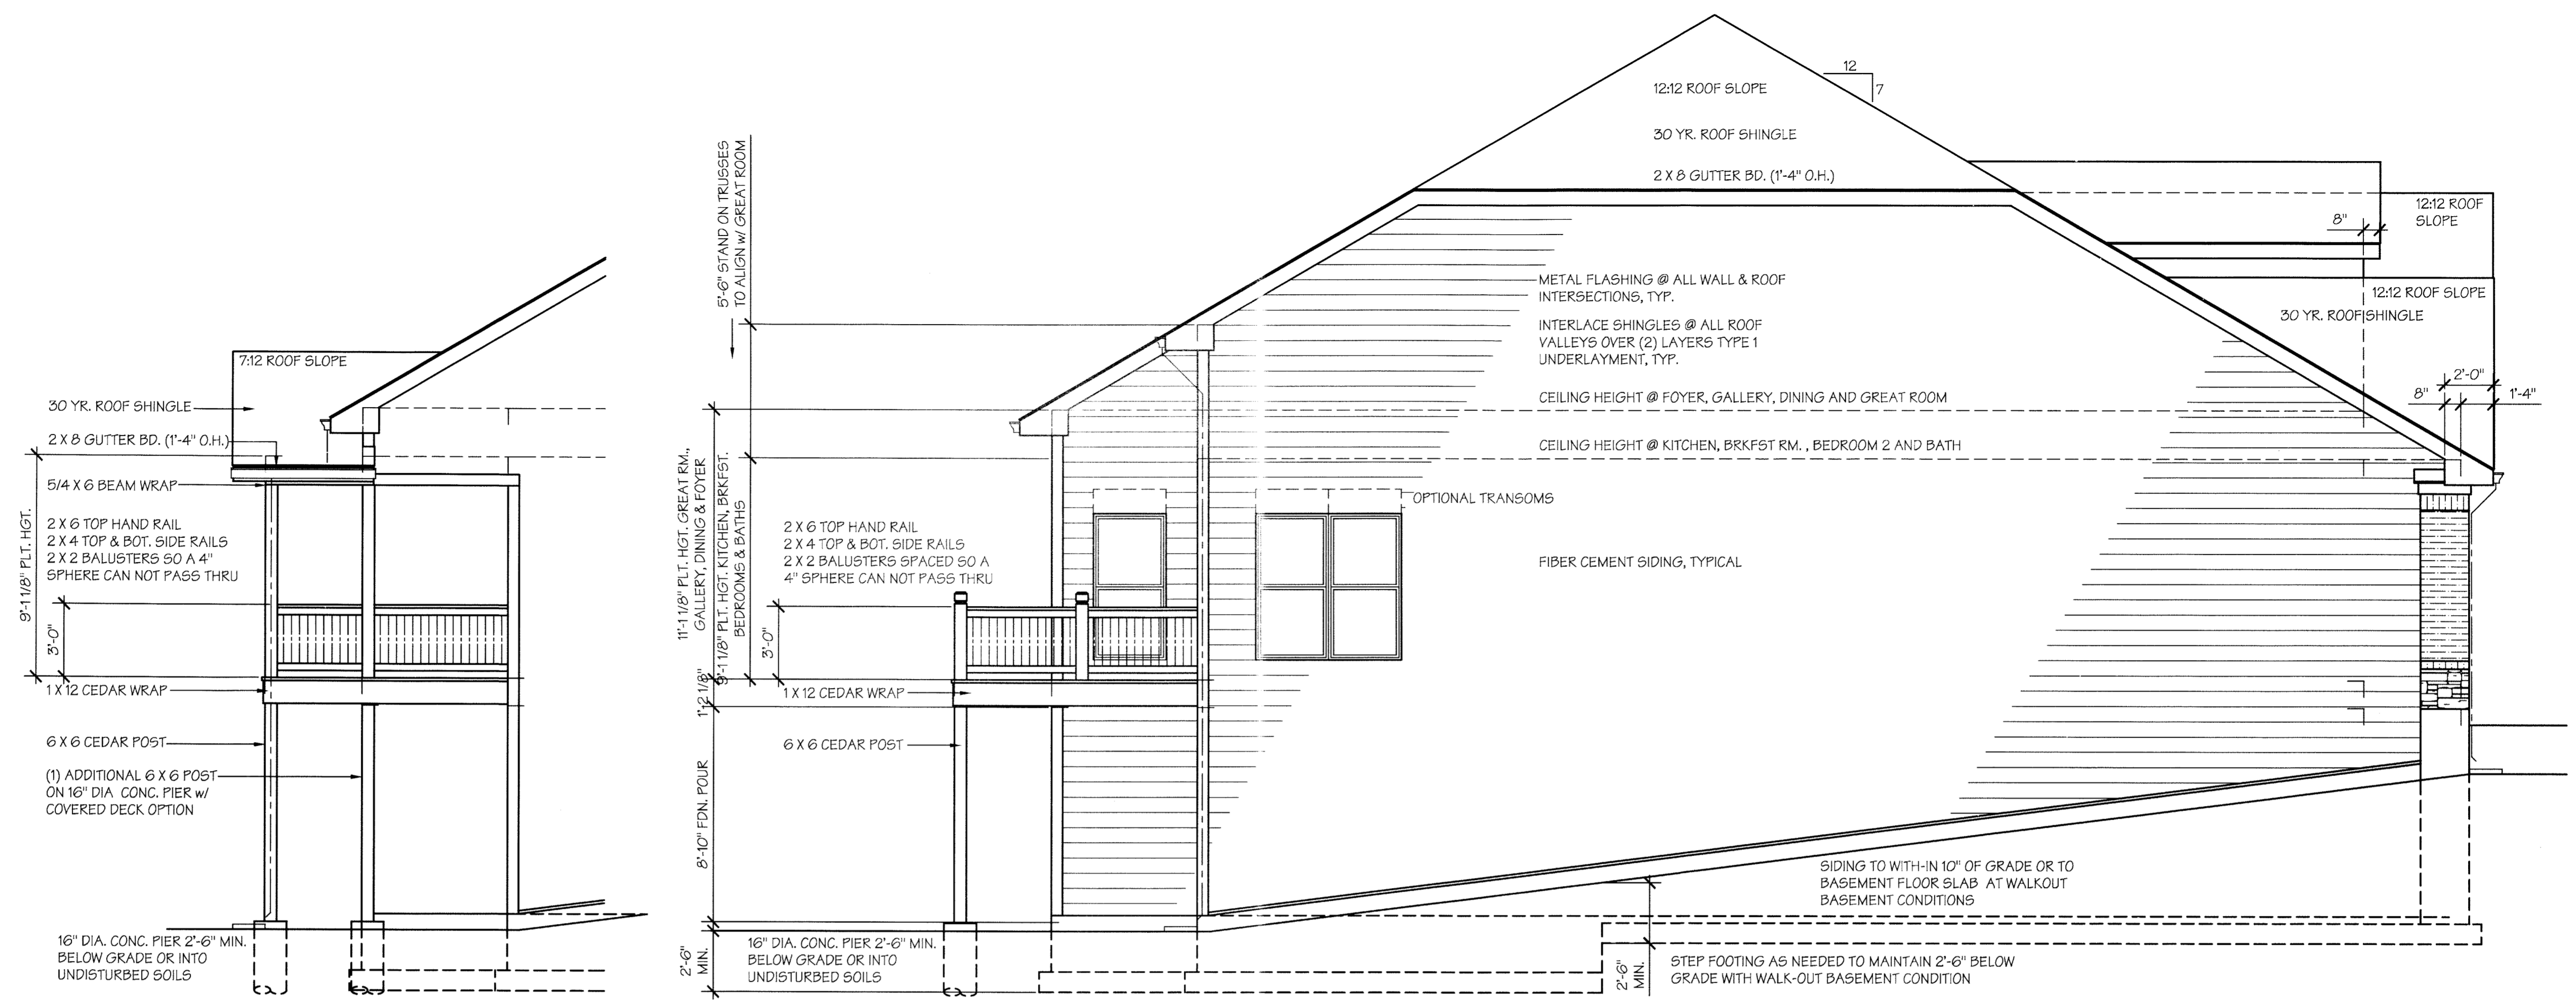 7:12 ROOF SLOPE
30 YR. ROOF SHINGLE
2 X 8 GUTTER BD. (1'-4" O.H.)
9'-1 1/8" PLT. HGT.
5/4 X 6 BEAM WRAP
2 X 6 TOP HAND RAIL
2 X 4 TOP & BOT. SIDE RAILS
2 X 2 BALUSTERS SO A 4"
SPHERE CAN NOT PASS THRU
3'-0"
1 X 12 CEDAR WRAP
6 X 6 CEDAR POST
(1) ADDITIONAL 6 X 6 POST
ON 16" DIA CONC. PIER w/
COVERED DECK OPTION
16" DIA. CONC. PIER 2'-6" MIN.
BELOW GRADE OR INTO
UNDISTURBED SOILS
5'-6" STAND ON TRUSSES
TO ALIGN w/ GREAT ROOM
11'-1 1/8" PLT. HGT. GREAT RM.,
GALLERY, DINING & FOYER
9'-1 1/8" PLT. HGT. KITCHEN, BRKFST.
BEDROOMS & BATHS
2 X 6 TOP HAND RAIL
2 X 4 TOP & BOT. SIDE RAILS
2 X 2 BALUSTERS SPACED SO A
4" SPHERE CAN NOT PASS THRU
3'-0"
1'-2 1/8"
1 X 12 CEDAR WRAP
6 X 6 CEDAR POST
8'-10" FDN. POUR
2'-6"
MIN.
16" DIA. CONC. PIER 2'-6" MIN.
BELOW GRADE OR INTO
UNDISTURBED SOILS
12
7
12:12 ROOF SLOPE
30 YR. ROOF SHINGLE
2 X 8 GUTTER BD. (1'-4" O.H.)
METAL FLASHING @ ALL WALL & ROOF
INTERSECTIONS, TYP.
INTERLACE SHINGLES @ ALL ROOF
VALLEYS OVER (2) LAYERS TYPE 1
UNDERLAYMENT, TYP.
CEILING HEIGHT @ FOYER, GALLERY, DINING AND GREAT ROOM
CEILING HEIGHT @ KITCHEN, BRKFST RM. , BEDROOM 2 AND BATH
OPTIONAL TRANSOMS
FIBER CEMENT SIDING, TYPICAL
8"
12:12 ROOF
SLOPE
12:12 ROOF SLOPE
30 YR. ROOF SHINGLE
2'-0"
8"
1'-4"
SIDING TO WITH-IN 10" OF GRADE OR TO
BASEMENT FLOOR SLAB AT WALKOUT
BASEMENT CONDITIONS
2'-6"
MIN.
STEP FOOTING AS NEEDED TO MAINTAIN 2'-6" BELOW
GRADE WITH WALK-OUT BASEMENT CONDITION